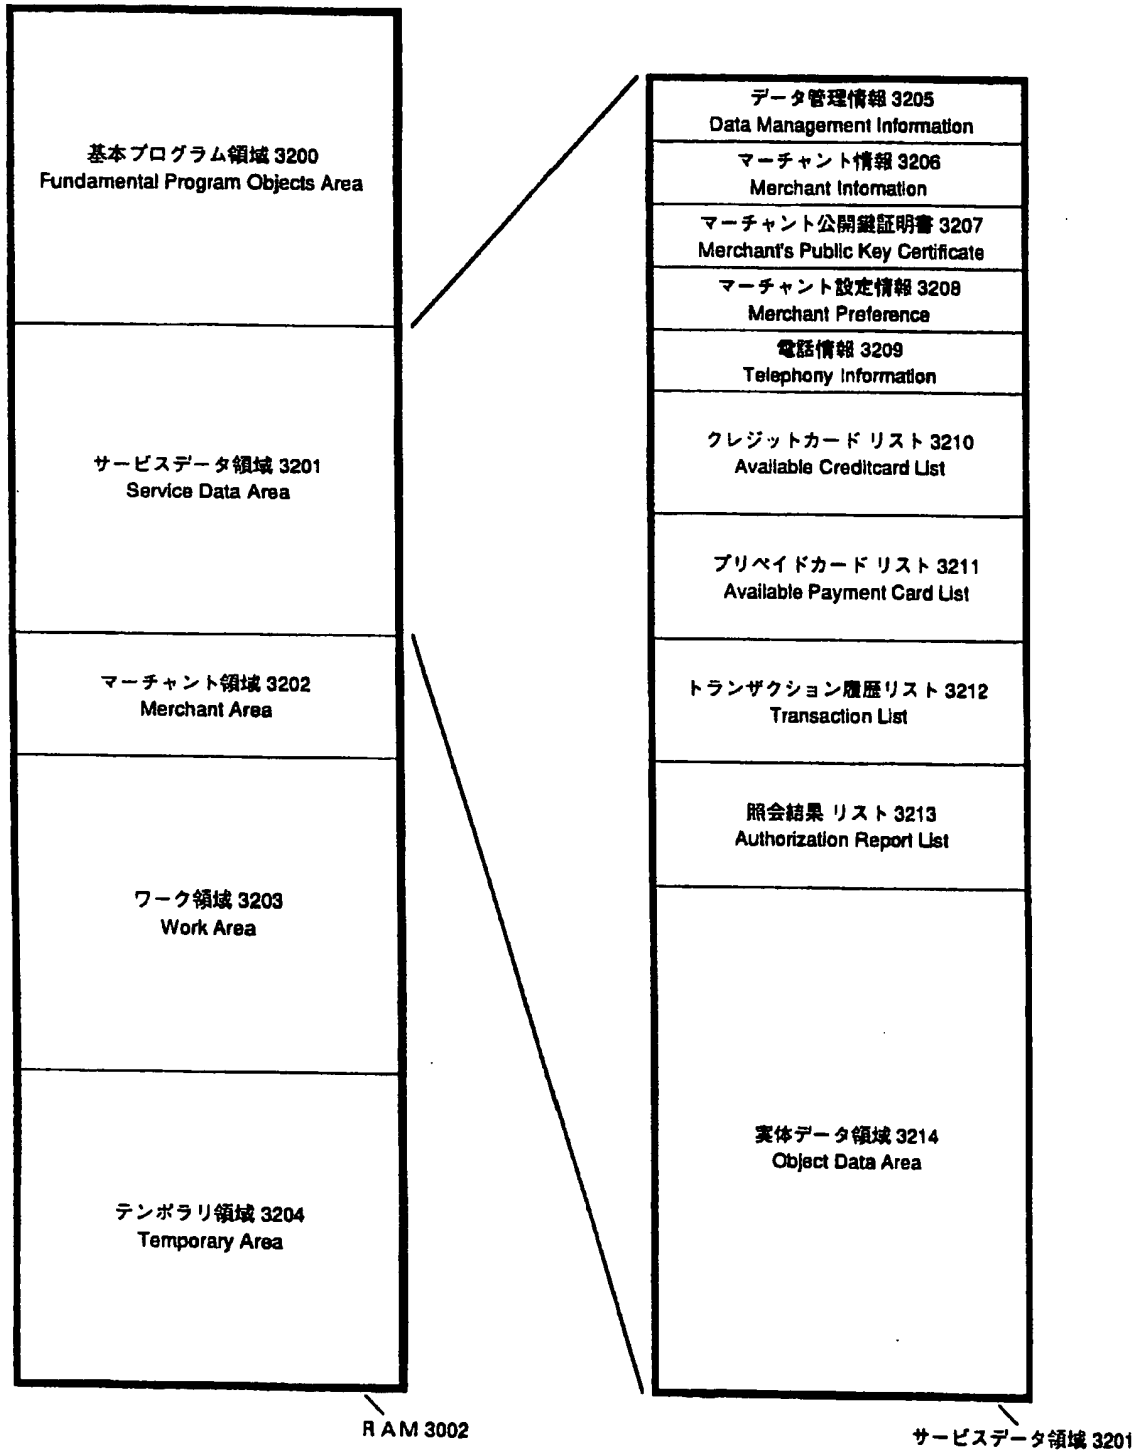 基本プログラム領域 3200
Fundamental Program Objects Area
サービスデータ領域 3201
Service Data Area
マーチャント領域 3202
Merchant Area
ワーク領域 3203
Work Area
テンポラリ領域 3204
Temporary Area
RAM 3002
データ管理情報 3205
Data Management Information
マーチャント情報 3206
Merchant Intomation
マーチャント公開鍵証明書 3207
Merchant's Public Key Certificate
マーチャント設定情報 3208
Merchant Preference
電話情報 3209
Telephony Information
クレジットカード リスト 3210
Available Creditcard List
プリペイドカード リスト 3211
Available Payment Card List
トランザクション履歴リスト 3212
Transaction List
照会結果 リスト 3213
Authorization Report List
実体データ領域 3214
Object Data Area
サービスデータ領域 3201